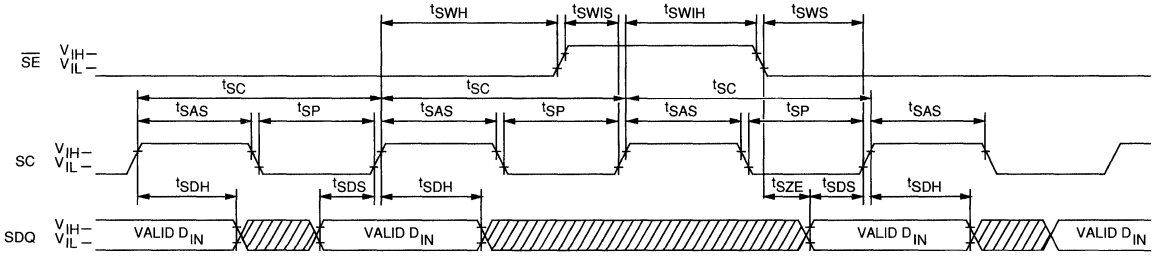 tSWH tSWIS tSWIH tSWS
SE VIH VIL
tSC tSC tSC
tSAS tSP tSAS tSP tSAS tSP tSAS
SC VIH VIL
tSDH tSDS tSDH tSZE tSDS tSDH
SDQ VIH VIL VALID DIN VALID DIN VALID DIN VALID DIN